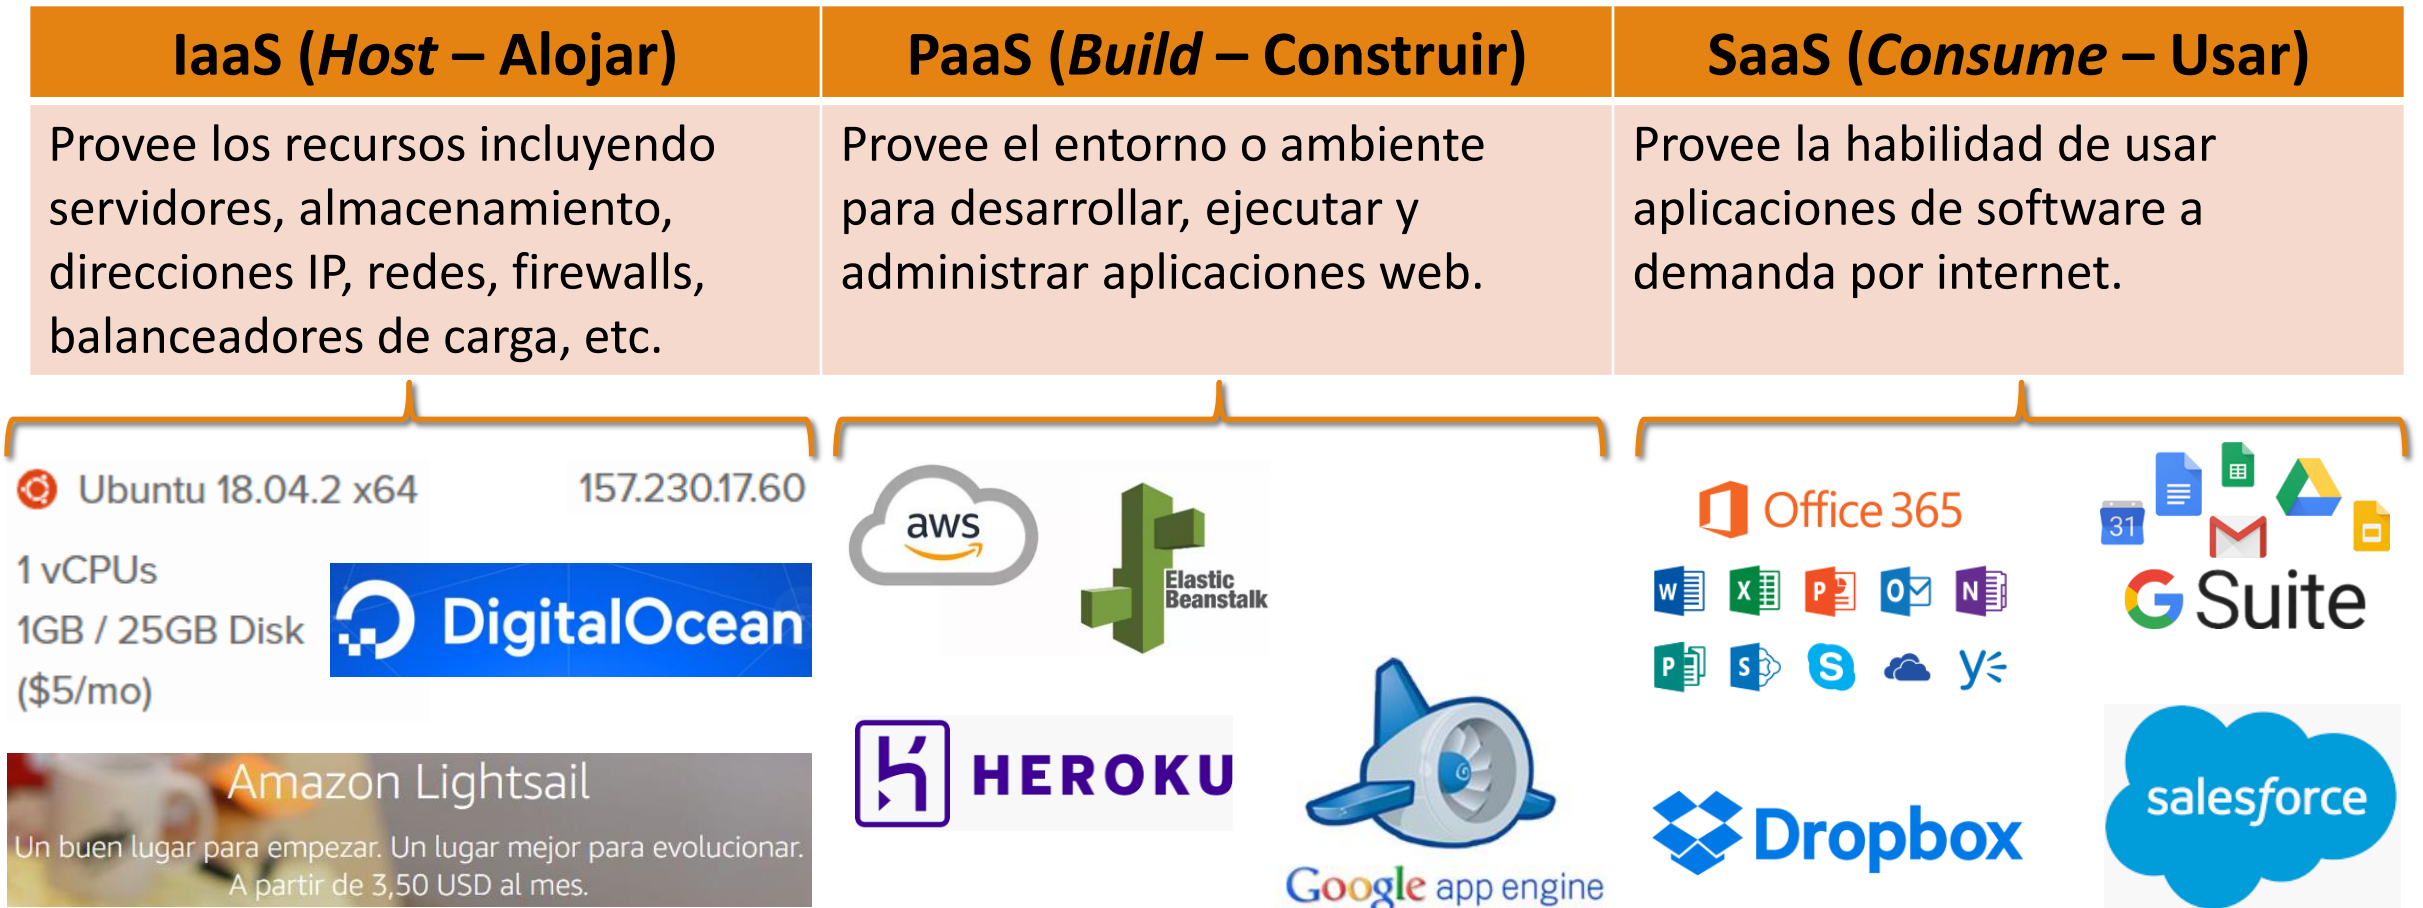 IaaS (Host – Alojar)
PaaS (Build – Construir)
SaaS (Consume – Usar)
Provee los recursos incluyendo
servidores, almacenamiento,
direcciones IP, redes, firewalls,
balanceadores de carga, etc.
Provee el entorno o ambiente
para desarrollar, ejecutar y
administrar aplicaciones web.
Provee la habilidad de usar
aplicaciones de software a
demanda por internet.
Ubuntu 18.04.2 x64
157.230.17.60
1 vCPUs
1GB / 25GB Disk
($5/mo)
DigitalOcean
Amazon Lightsail
Un buen lugar para empezar. Un lugar mejor para evolucionar.
A partir de 3,50 USD al mes.
aws
Elastic
Beanstalk
HEROKU
Google app engine
Office 365
W
X
P
O
N
P
S
S
y
31
G Suite
Dropbox
salesforce